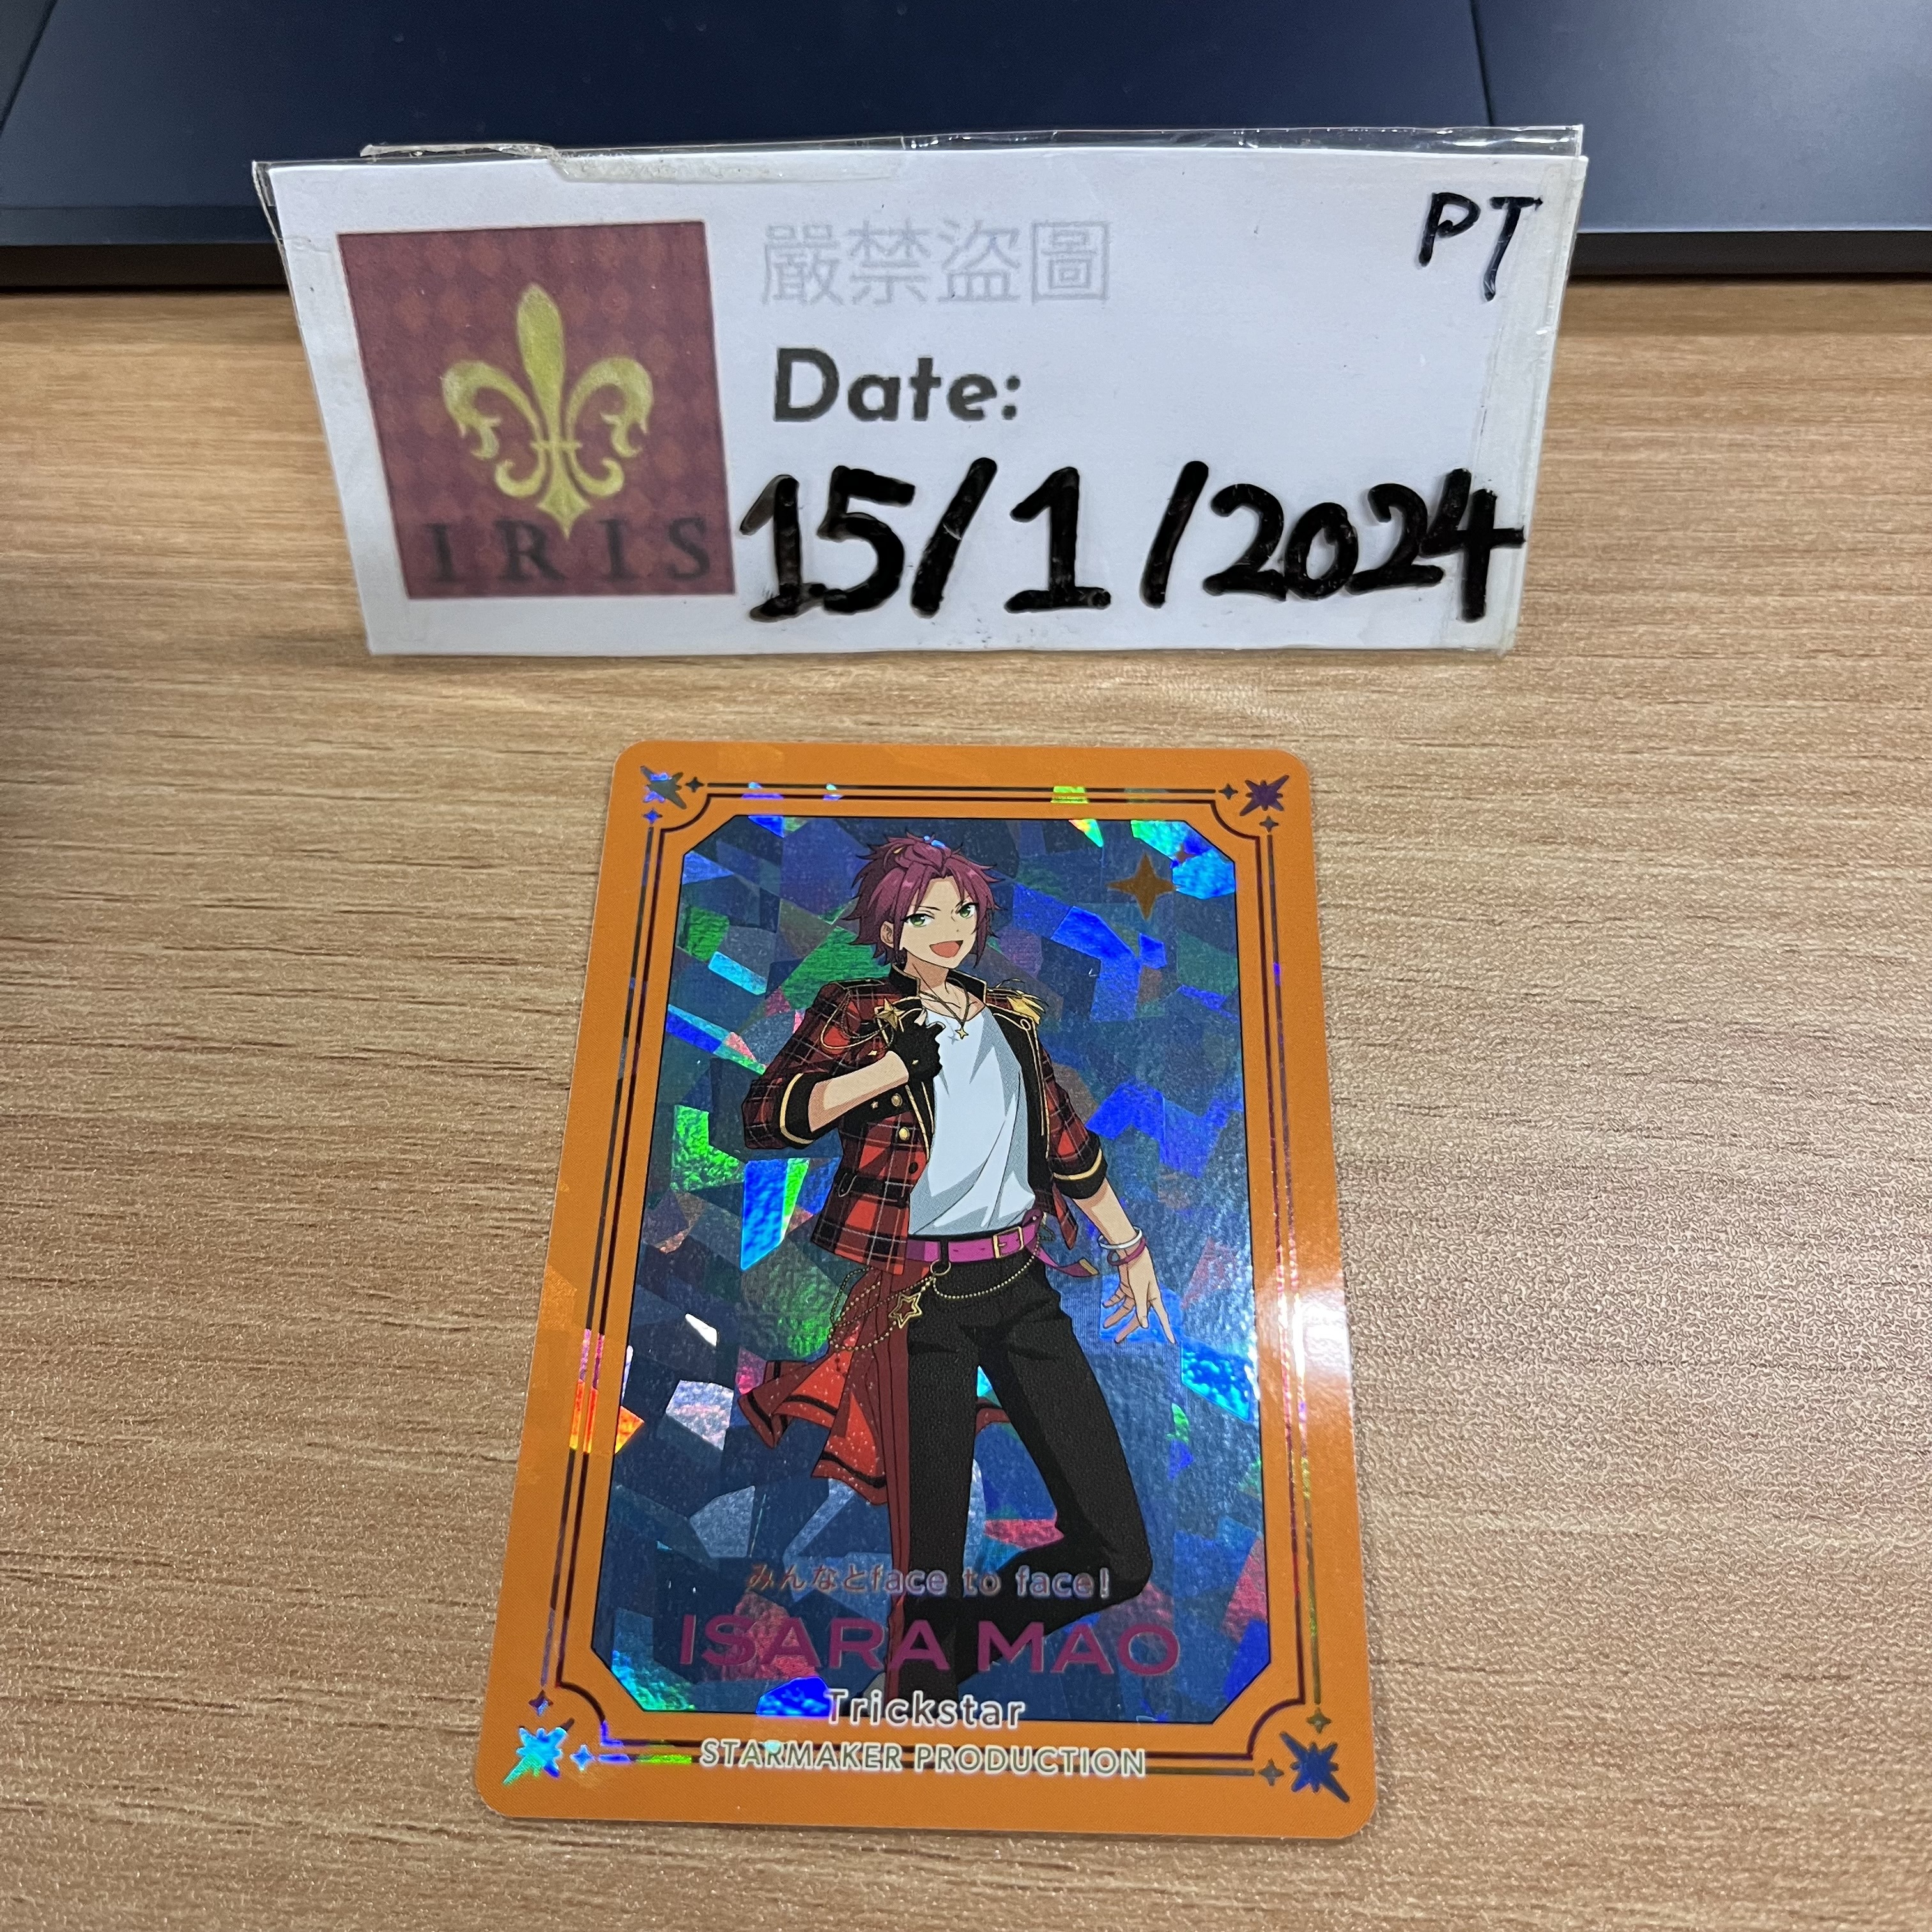 PT
嚴禁盜圖
Date:
15/1/2024
IRIS
みんなとface to face!
ISARA MAO
Trickstar
STARMAKER PRODUCTION